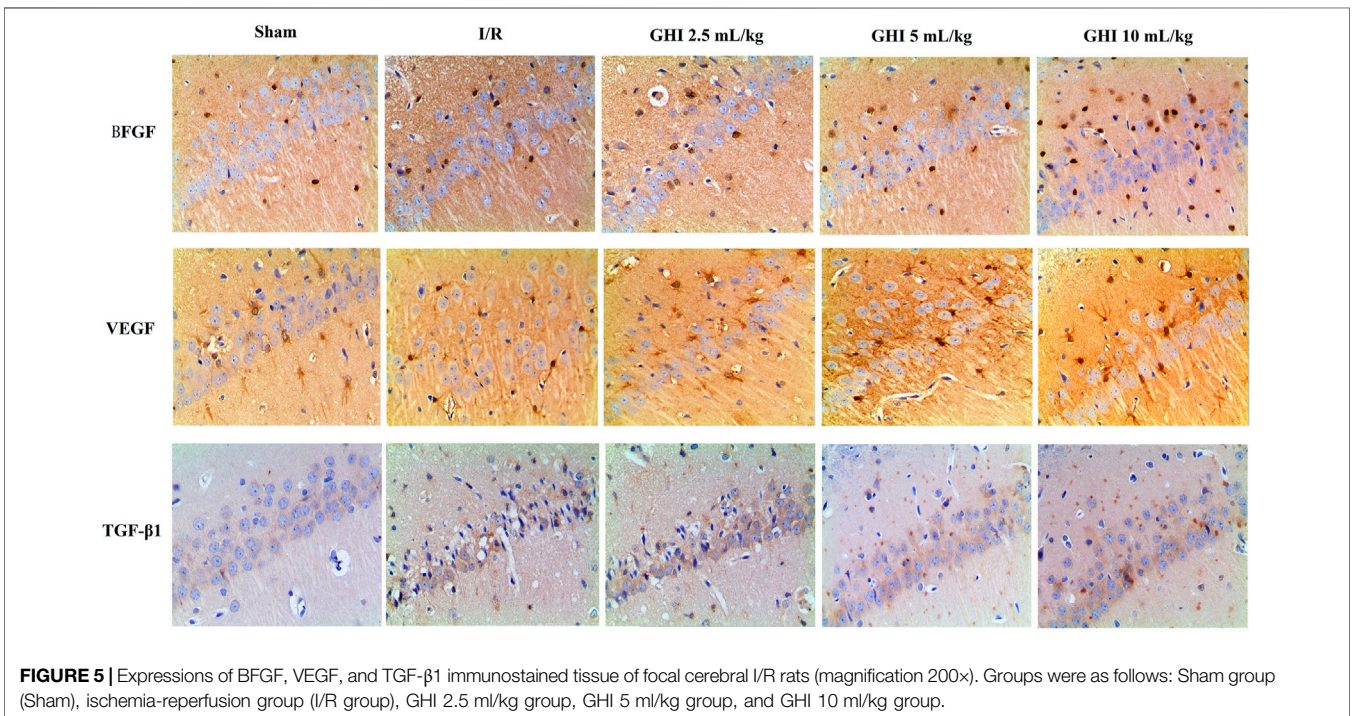 Sham I/R GHI 2.5 mL/kg GHI 5 mL/kg GHI 10 mL/kg
BFGF
VEGF
TGF-β1
FIGURE 5 | Expressions of BFGF, VEGF, and TGF-β1 immunostained tissue of focal cerebral I/R rats (magnification 200×). Groups were as follows: Sham group
(Sham), ischemia-reperfusion group (I/R group), GHI 2.5 ml/kg group, GHI 5 ml/kg group, and GHI 10 ml/kg group.